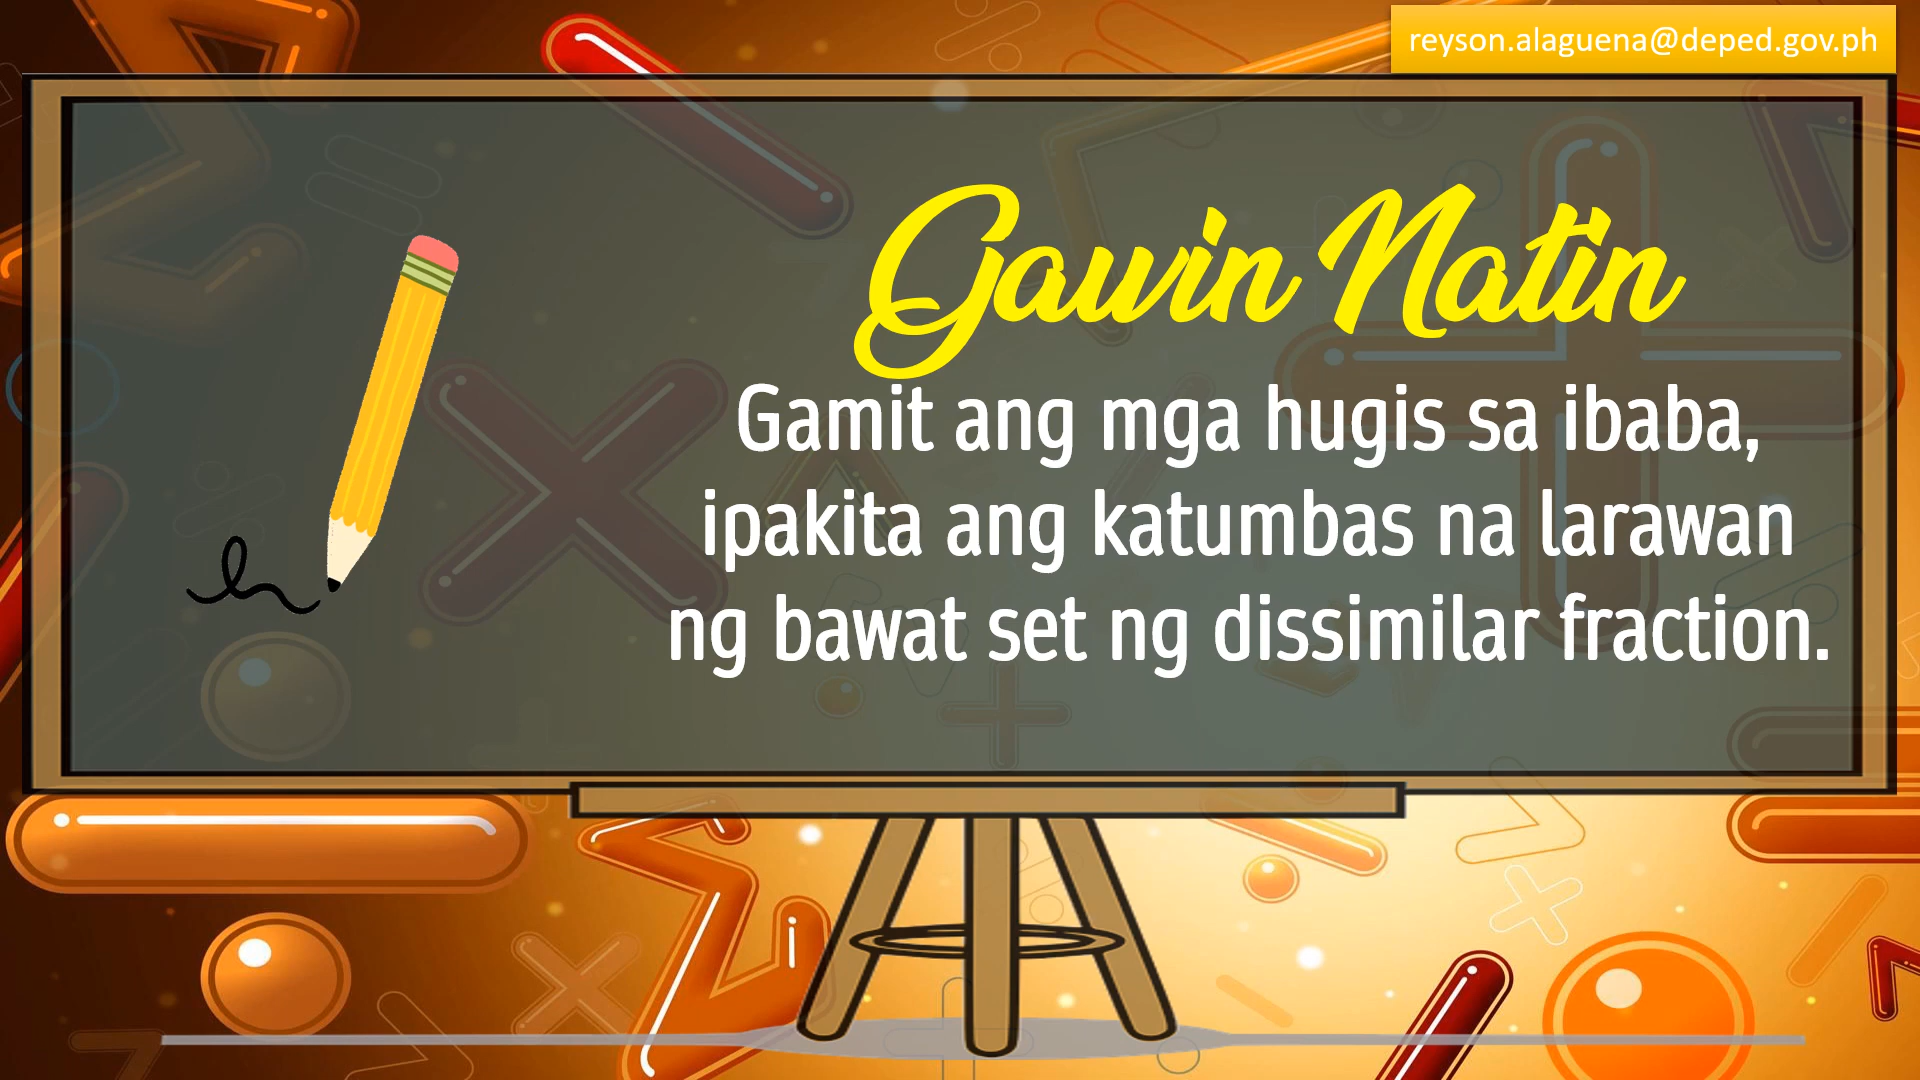 reyson.alaguena@deped.gov.ph
Gawin Natin
Gamit ang mga hugis sa ibaba,
ipakita ang katumbas na larawan
ng bawat set ng dissimilar fraction.